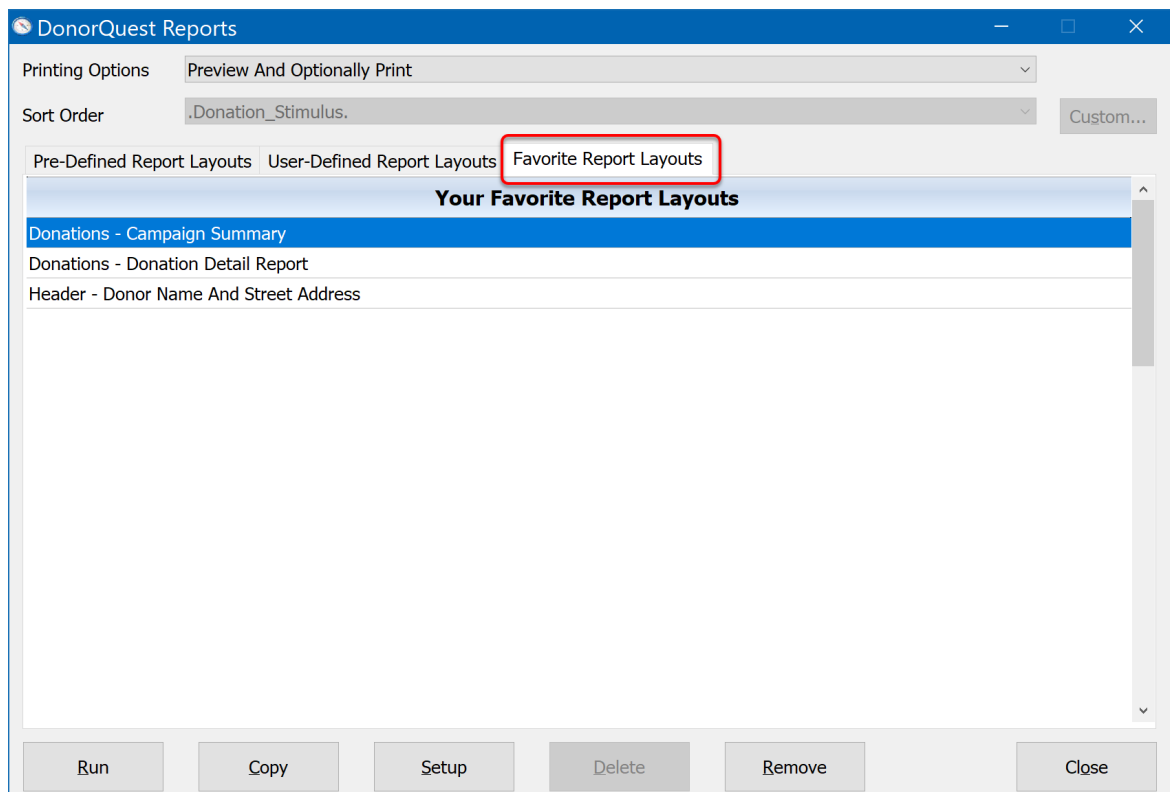 DonorQuest Reports
Printing Options Preview And Optionally Print
Sort Order .Donation_Stimulus. Custom...
Pre-Defined Report Layouts User-Defined Report Layouts Favorite Report Layouts
Your Favorite Report Layouts
Donations - Campaign Summary
Donations - Donation Detail Report
Header - Donor Name And Street Address
Run Copy Setup Delete Remove Close